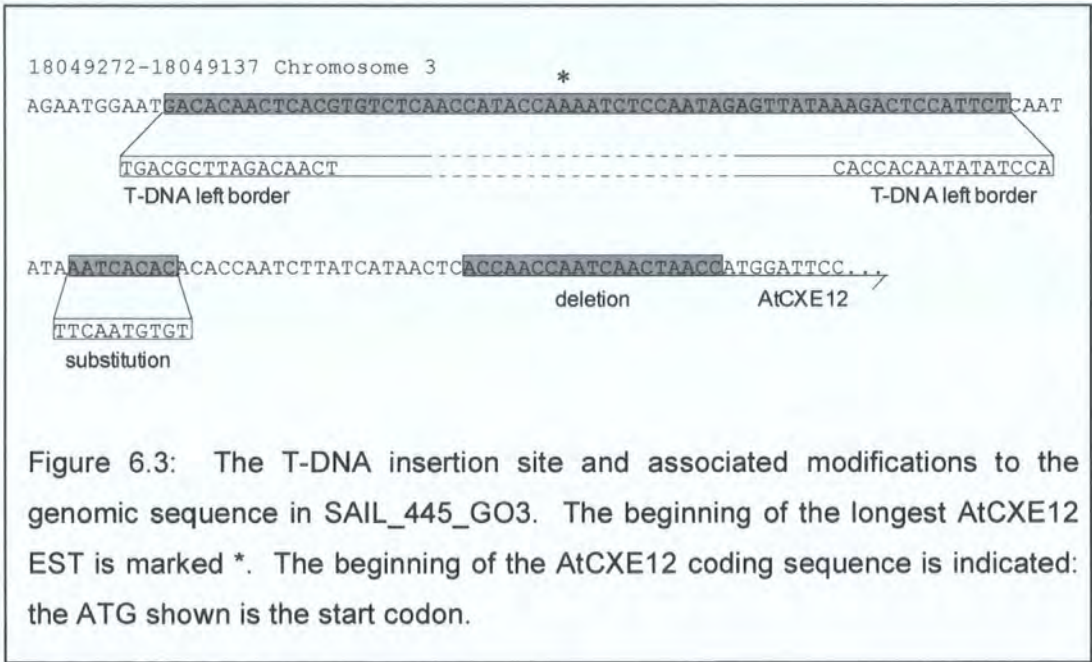 18049272-18049137 Chromosome 3
*
AGAATGGAATGACACAACTCACGTGTCTCAACCATACCAAAATCTCCAATAGAGTTATAAAGACTCCATTCTCAAT
TGACGCTTAGACAACT CACCACAATATATCCA
T-DNA left border T-DNA left border
ATAAATCACACACACCAATCTTATCATAACTCACCAACCAATCAACTAACCATGGATTCC...
deletion AtCXE12
TTCAATGTGT
substitution
Figure 6.3: The T-DNA insertion site and associated modifications to the
genomic sequence in SAIL_445_GO3. The beginning of the longest AtCXE12
EST is marked *. The beginning of the AtCXE12 coding sequence is indicated:
the ATG shown is the start codon.